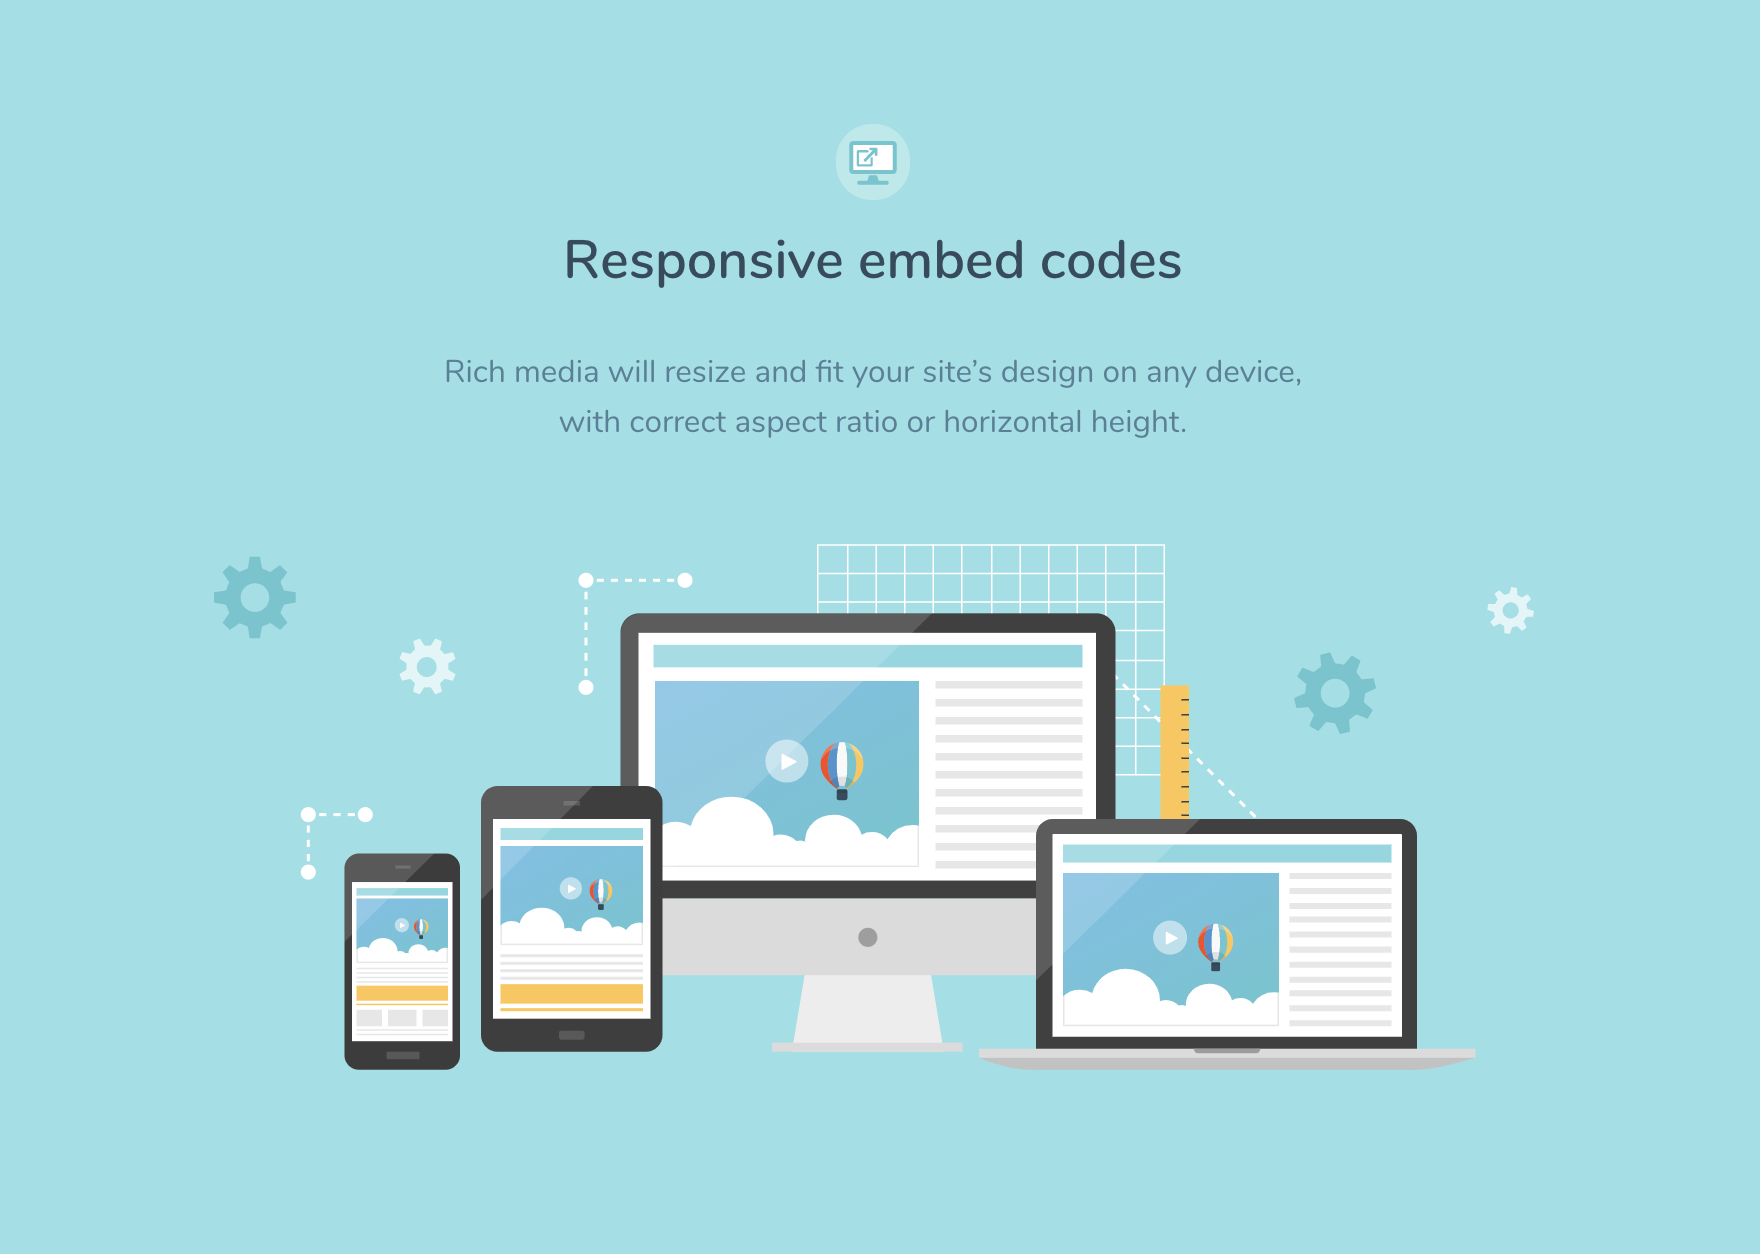 Responsive embed codes
Rich media will resize and fit your site’s design on any device,
with correct aspect ratio or horizontal height.